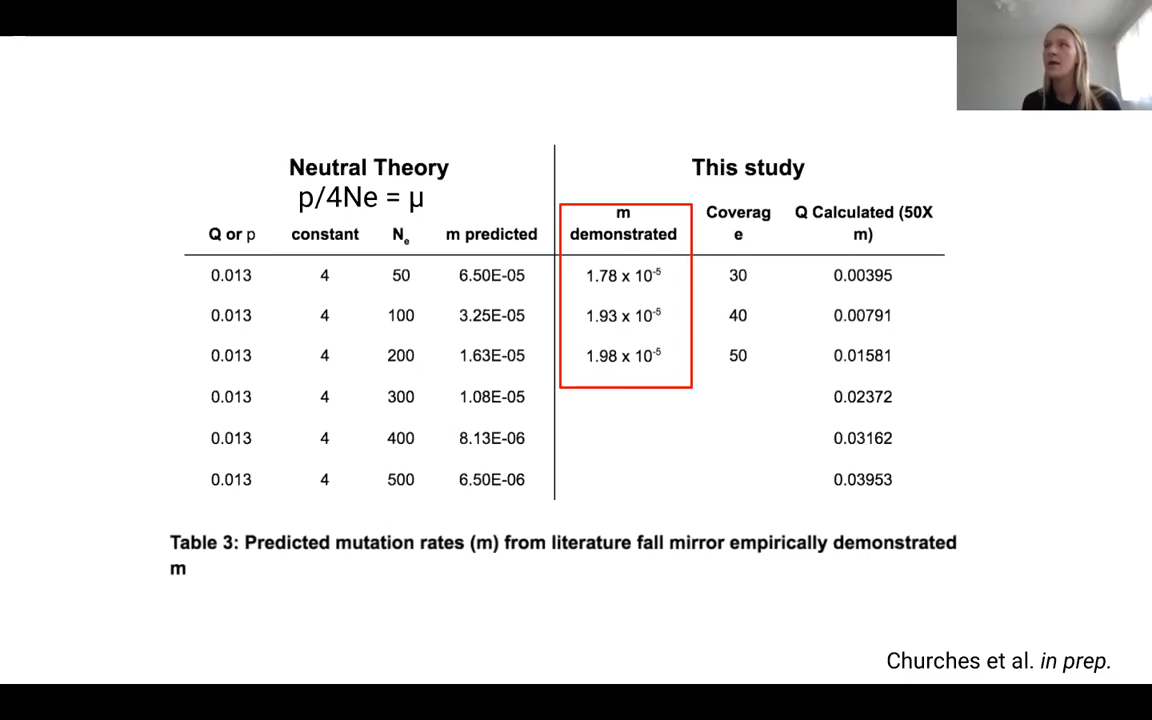 Neutral Theory
p/4Ne = μ
This study
Q or p constant Ne m predicted m demonstrated Coverag e Q Calculated (50X m)
0.013 4 50 6.50E-05 1.78 x 10-5 30 0.00395
0.013 4 100 3.25E-05 1.93 x 10-5 40 0.00791
0.013 4 200 1.63E-05 1.98 x 10-5 50 0.01581
0.013 4 300 1.08E-05 0.02372
0.013 4 400 8.13E-06 0.03162
0.013 4 500 6.50E-06 0.03953
Table 3: Predicted mutation rates (m) from literature fall mirror empirically demonstrated
m
Churches et al. in prep.